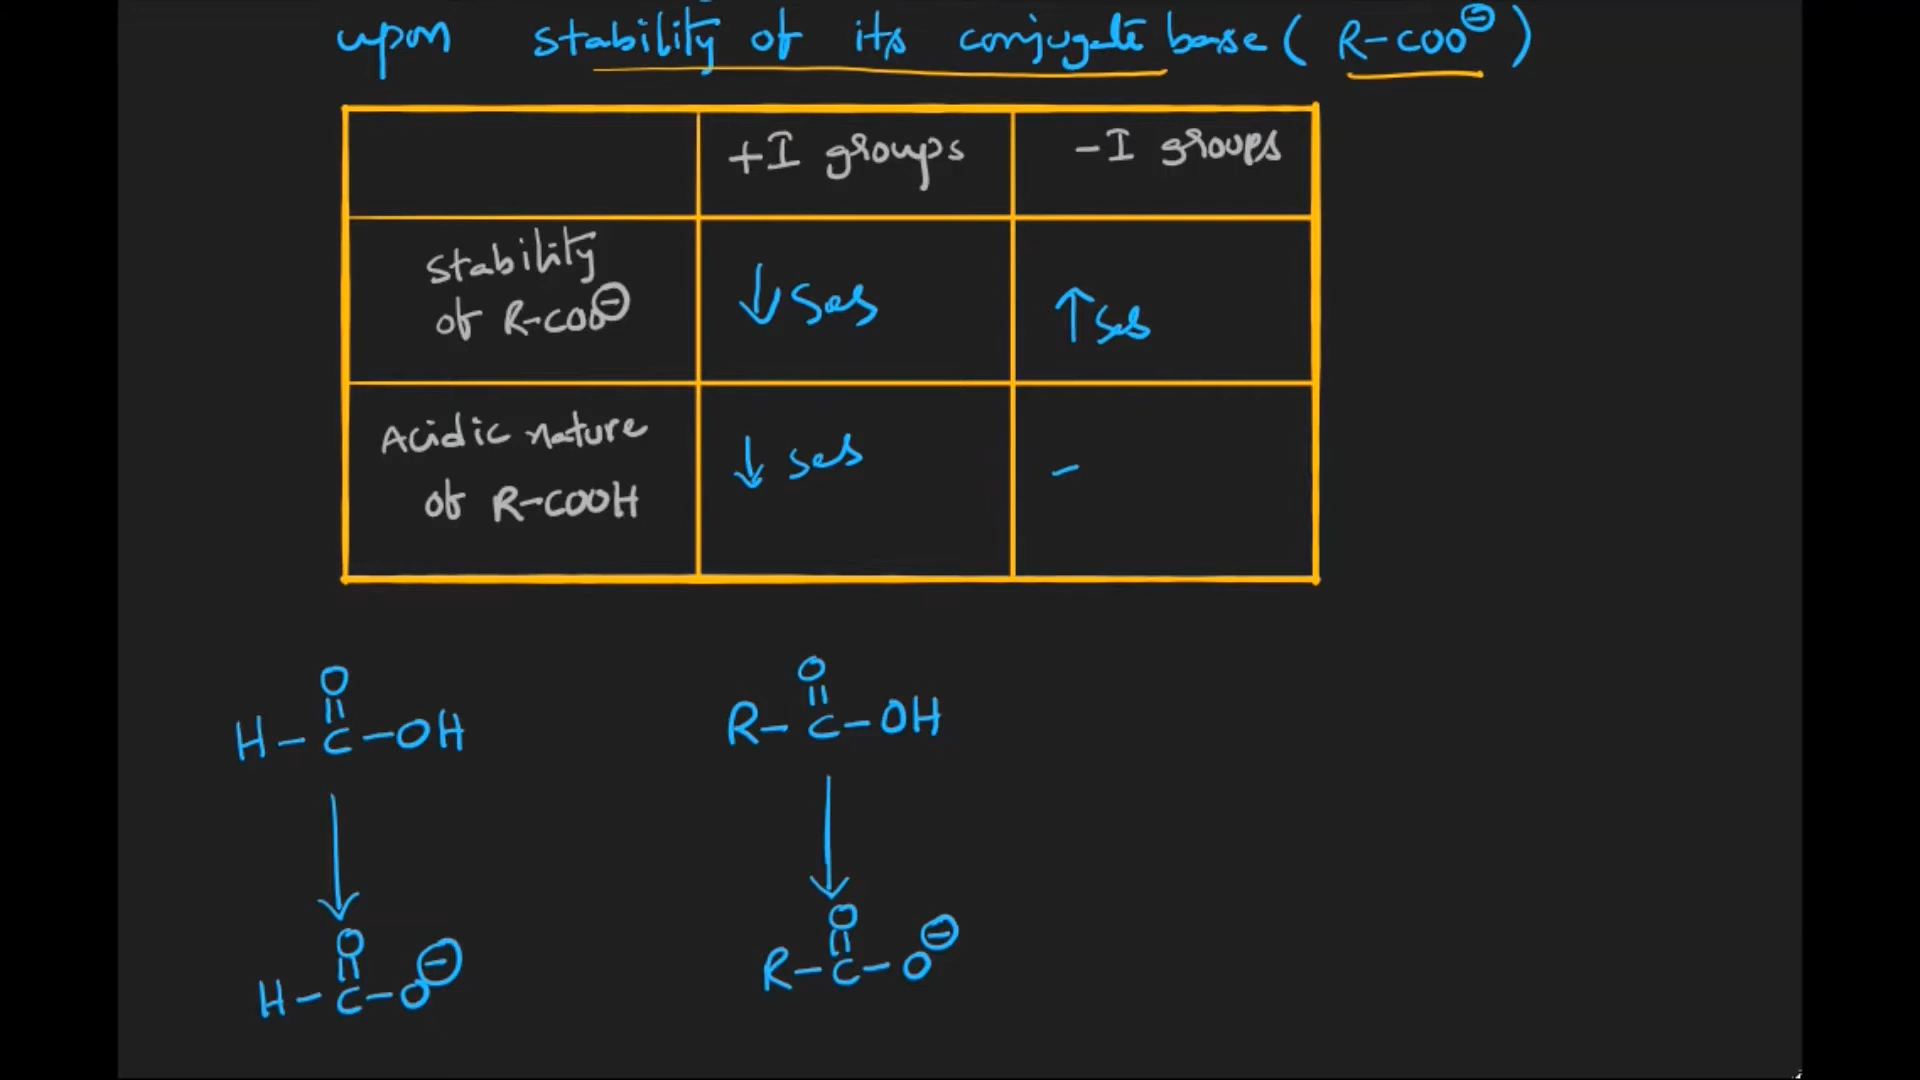 upon stability of its conjugate base ( R-COO⊖ )
+I groups -I groups
Stability
of R-COO⊖ ↓ses ↑ses
Acidic nature
of R-COOH ↓ ses -
O O
|| ||
H-C-OH R-C-OH
↓ ↓
O O
|| ||
H-C-O⊖ R-C-O⊖